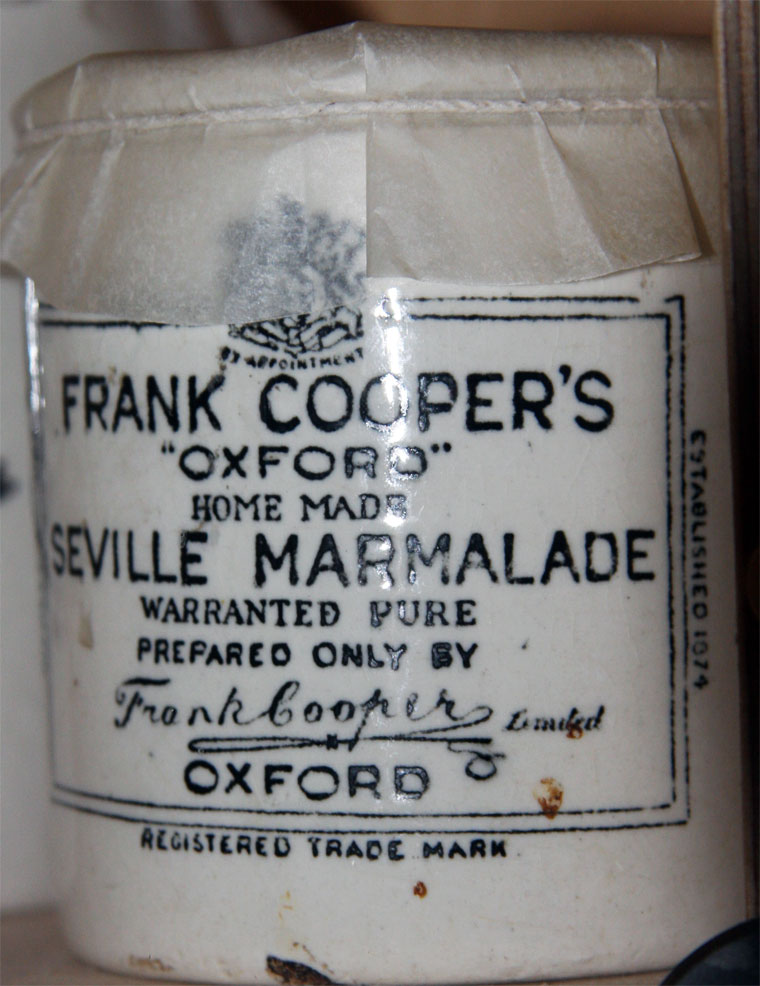 BY APPOINTMENT
FRANK COOPER'S
"OXFORD"
HOME MADE
SEVILLE MARMALADE
WARRANTED PURE
PREPARED ONLY BY
Frank Cooper Limited
OXFORD
REGISTERED TRADE MARK
ESTABLISHED 1874